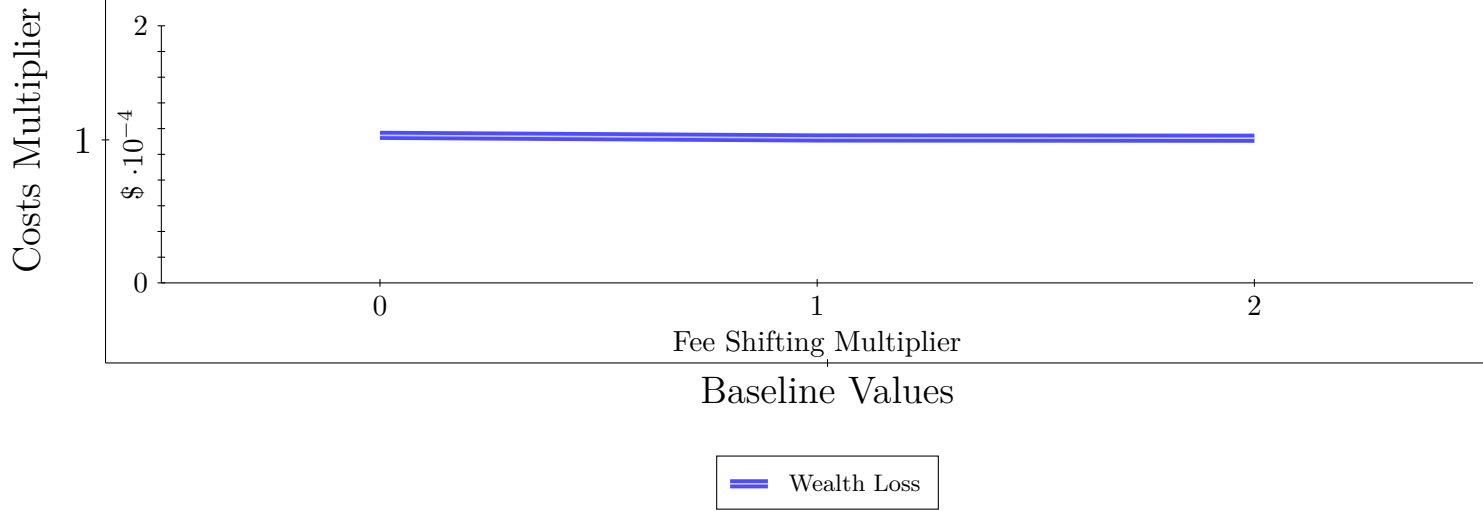 Costs Multiplier
1
$ ·10⁻⁴
2
0
0 1 2
Fee Shifting Multiplier
Baseline Values
Wealth Loss